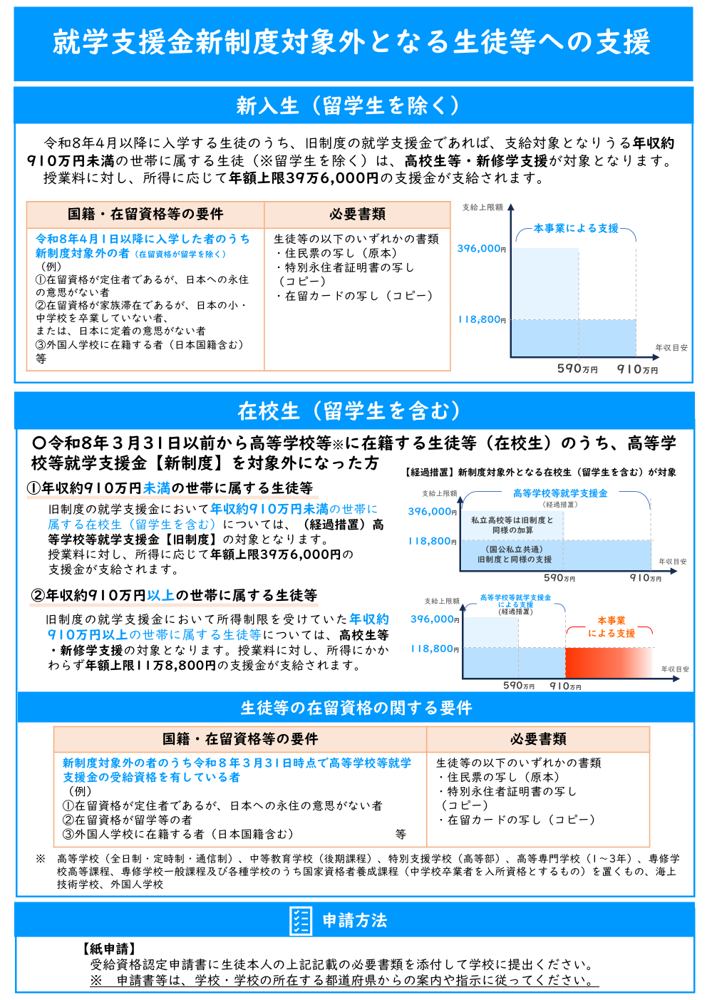 就学支援金新制度対象外となる生徒等への支援
新入生（留学生を除く）
令和8年4月以降に入学する生徒のうち、旧制度の就学支援金であれば、支給対象となりうる年収約
910万円未満の世帯に属する生徒（※留学生を除く）は、高校生等・新修学支援が対象となります。
授業料に対し、所得に応じて年額上限39万6,000円の支援金が支給されます。
国籍・在留資格等の要件
必要書類
令和8年4月1日以降に入学した者のうち
新制度対象外の者（在留資格が留学を除く）
（例）
①在留資格が定住者であるが、日本への永住
の意思がない者
②在留資格が家族滞在であるが、日本の小・
中学校を卒業していない者、
または、日本に定着の意思がない者
③外国人学校に在籍する者（日本国籍含む）
等
生徒等の以下のいずれかの書類
・住民票の写し（原本）
・特別永住者証明書の写し
（コピー）
・在留カードの写し（コピー）
支給上限額
本事業による支援
396,000円
118,800円
年収目安
590万円
910万円
在校生（留学生を含む）
〇令和8年３月31日以前から高等学校等※に在籍する生徒等（在校生）のうち、高等学
校等就学支援金【新制度】を対象外になった方
①年収約910万円未満の世帯に属する生徒等
旧制度の就学支援金において年収約910万円未満の世帯に
属する在校生（留学生を含む）については、（経過措置）高
等学校等就学支援金【旧制度】の対象となります。
授業料に対し、所得に応じて年額上限39万6,000円の
支援金が支給されます。
【経過措置】新制度対象外となる在校生（留学生を含む）が対象
支給上限額
高等学校等就学支援金
（経過措置）
396,000円
私立高校等は旧制度と
同様の加算
118,800円
（国公私立共通）
旧制度と同様の支援
年収目安
590万円
910万円
②年収約910万円以上の世帯に属する生徒等
旧制度の就学支援金において所得制限を受けていた年収約
910万円以上の世帯に属する生徒等については、高校生等
・新修学支援の対象となります。授業料に対し、所得にかか
わらず年額上限11万8,800円の支援金が支給されます。
支給上限額
高等学校等就学支援金
による支援
（経過措置）
396,000円
本事業
による支援
118,800円
年収目安
590万円
910万円
生徒等の在留資格の関する要件
国籍・在留資格等の要件
必要書類
新制度対象外の者のうち令和８年３月31日時点で高等学校等就学
支援金の受給資格を有している者
（例）
①在留資格が定住者であるが、日本への永住の意思がない者
②在留資格が留学等の者
③外国人学校に在籍する者（日本国籍含む） 等
生徒等の以下のいずれかの書類
・住民票の写し（原本）
・特別永住者証明書の写し
（コピー）
・在留カードの写し（コピー）
※ 高等学校（全日制・定時制・通信制）、中等教育学校（後期課程）、特別支援学校（高等部）、高等専門学校（1～3年）、専修学
校高等課程、専修学校一般課程及び各種学校のうち国家資格者養成課程（中学校卒業者を入所資格とするもの）を置くもの、海上
技術学校、外国人学校
申請方法
【紙申請】
受給資格認定申請書に生徒本人の上記記載の必要書類を添付して学校に提出ください。
※ 申請書等は、学校・学校の所在する都道府県からの案内や指示に従ってください。